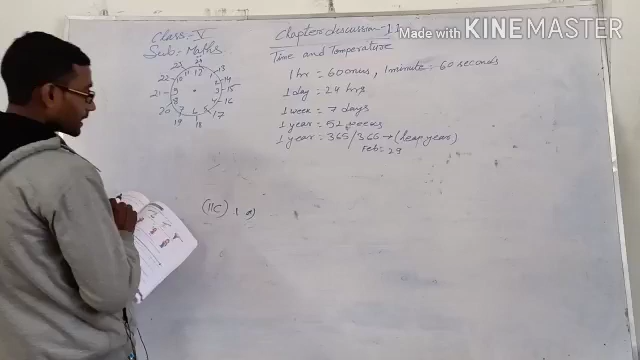 Class - V
Sub - Maths
Chapter discussion - 11
Time and Temperature
1 hr = 60 mns, 1 minute = 60 seconds
1 day = 24 hrs
1 week = 7 days
1 year = 52 weeks
1 year = 365/366 → (leap year)
Feb = 29
24
23
13
22
14
21
15
20
16
19
18
17
12
11
10
9
8
7
6
5
3
2
1
(11C) 1 a)
Made With
KINEMASTER